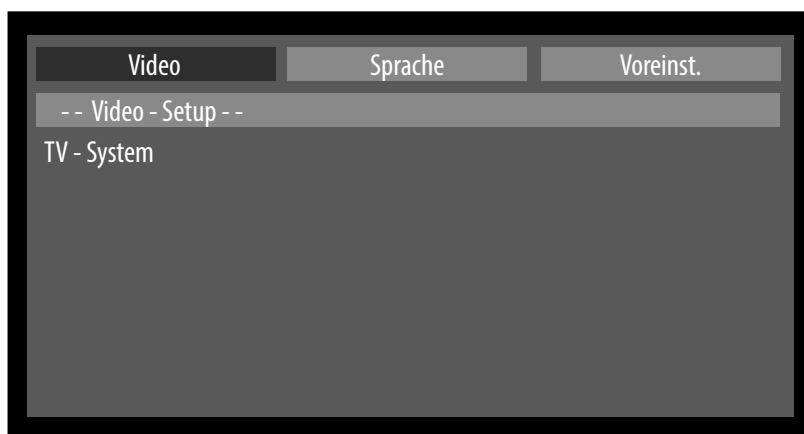 Video Sprache Voreinst.
- - Video - Setup - -
TV - System